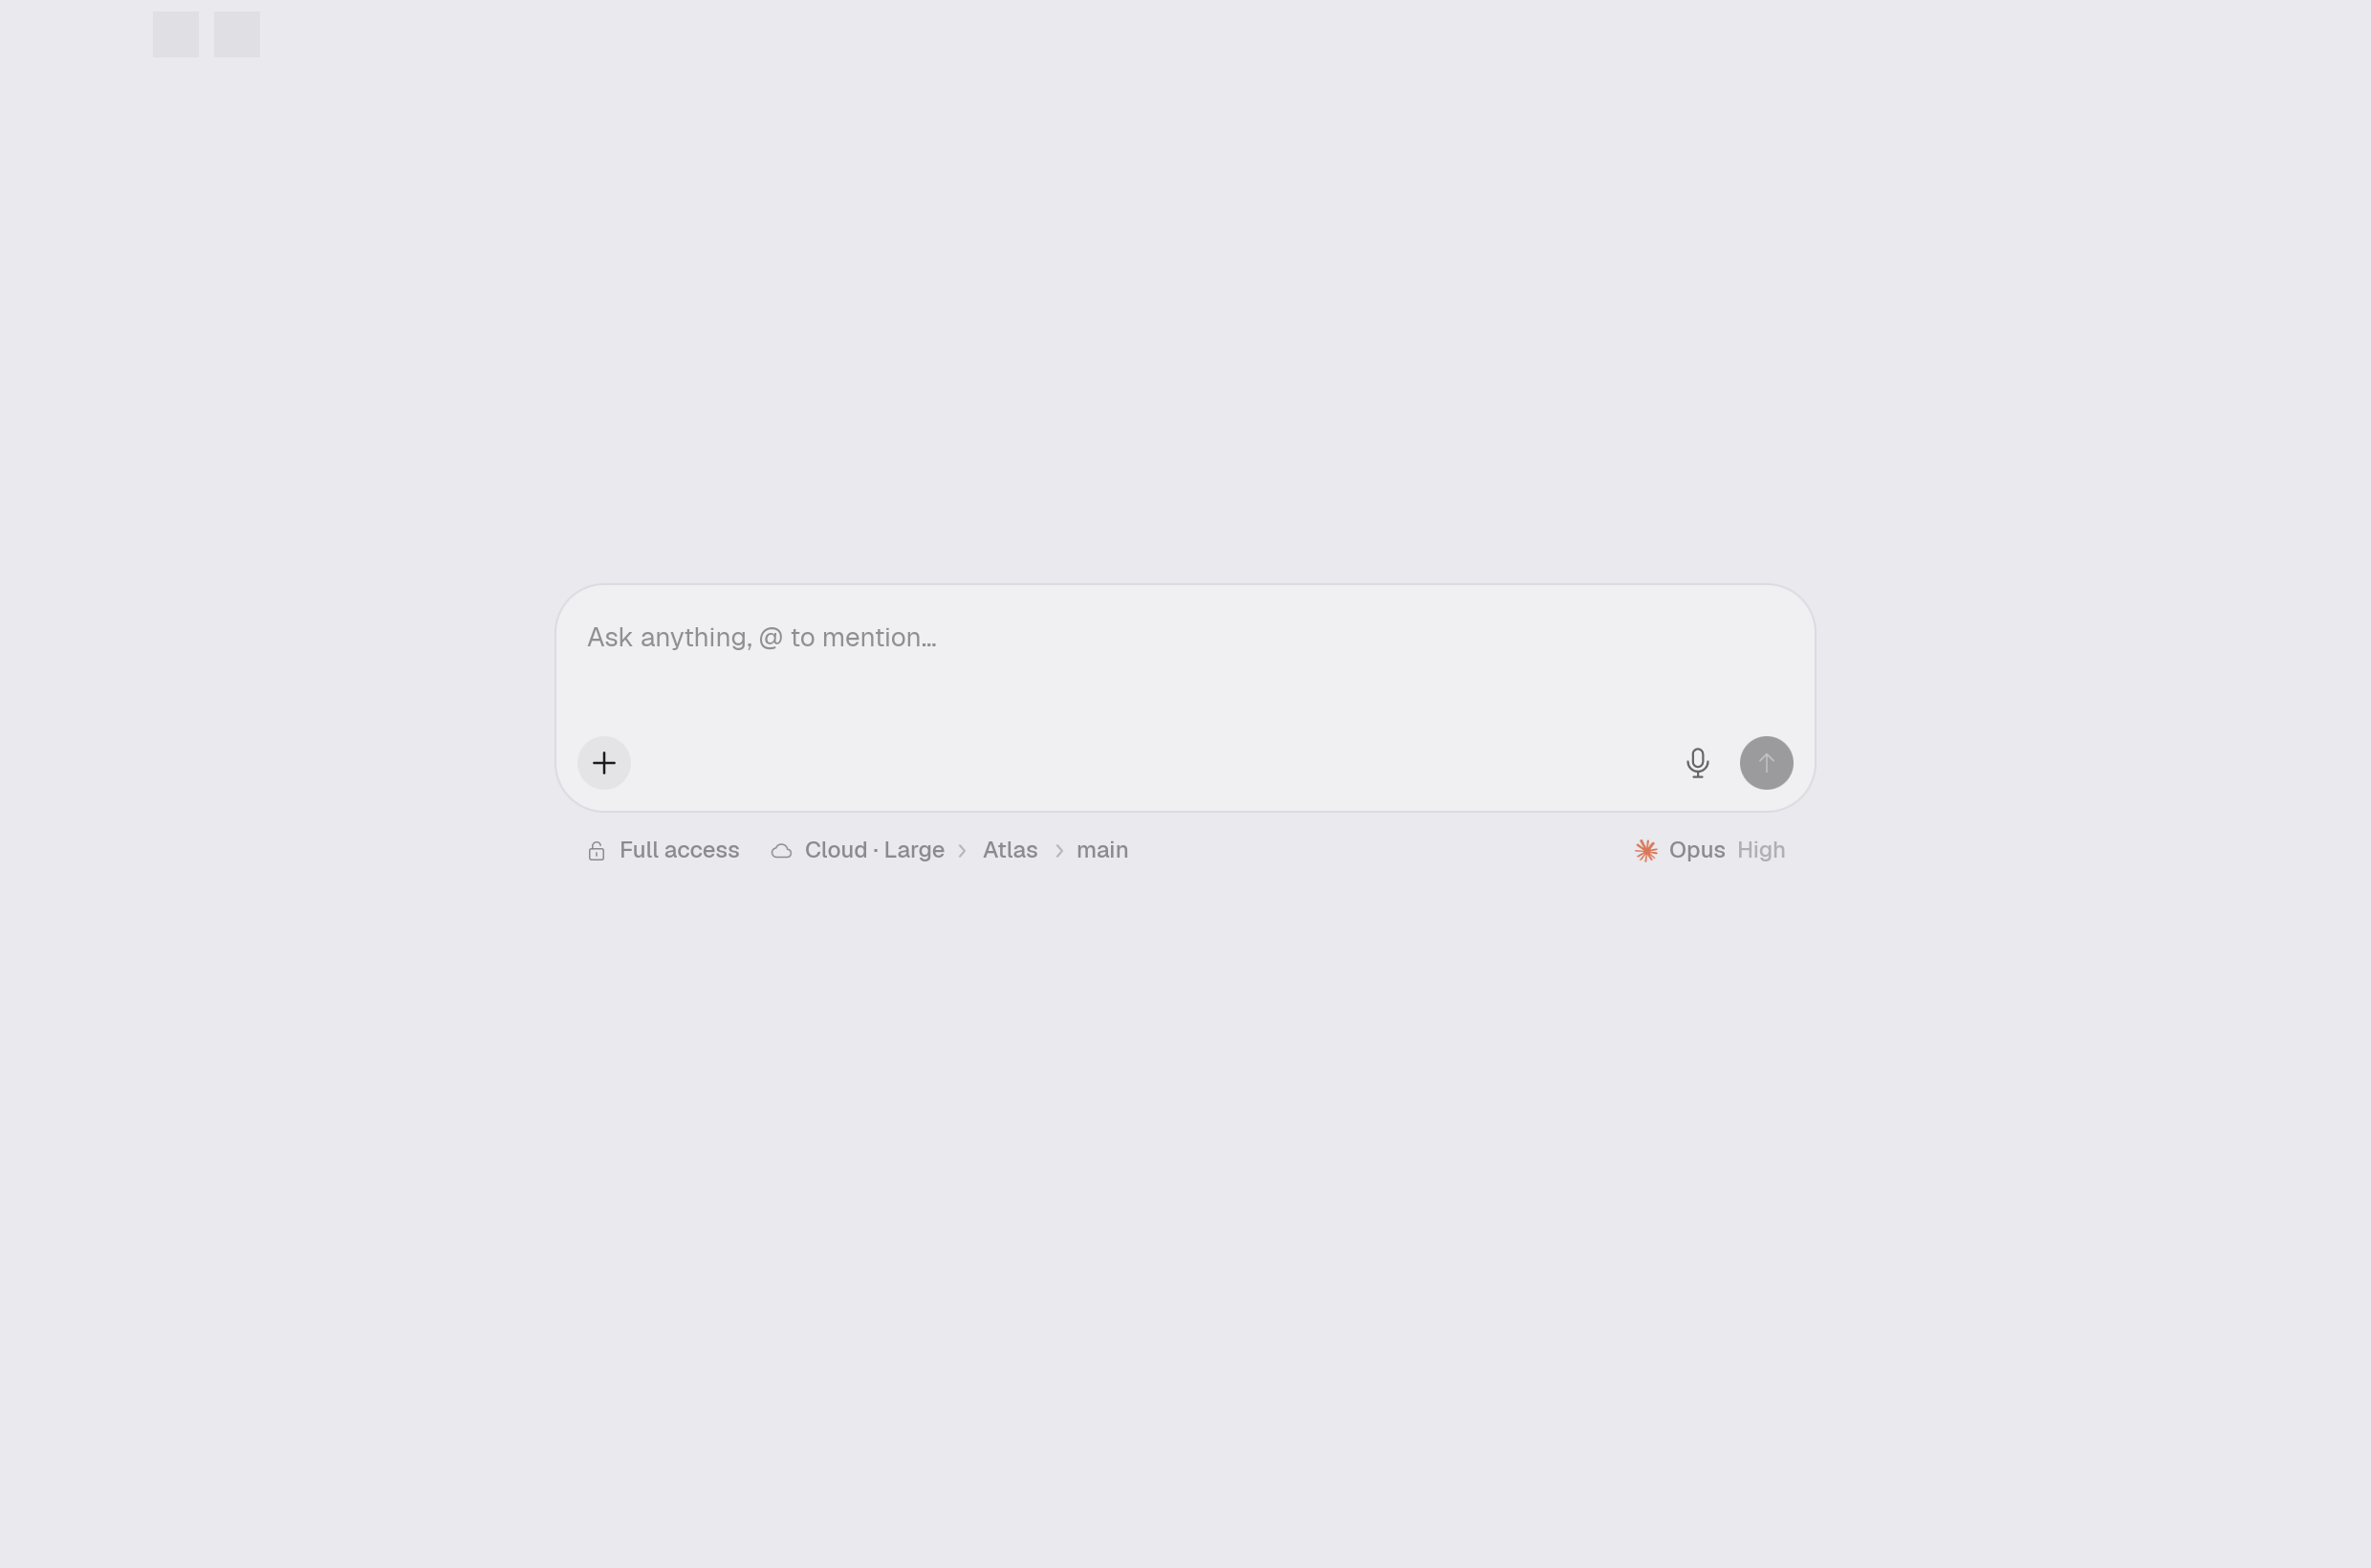 Ask anything, @ to mention...
Full access Cloud · Large > Atlas > main Opus High